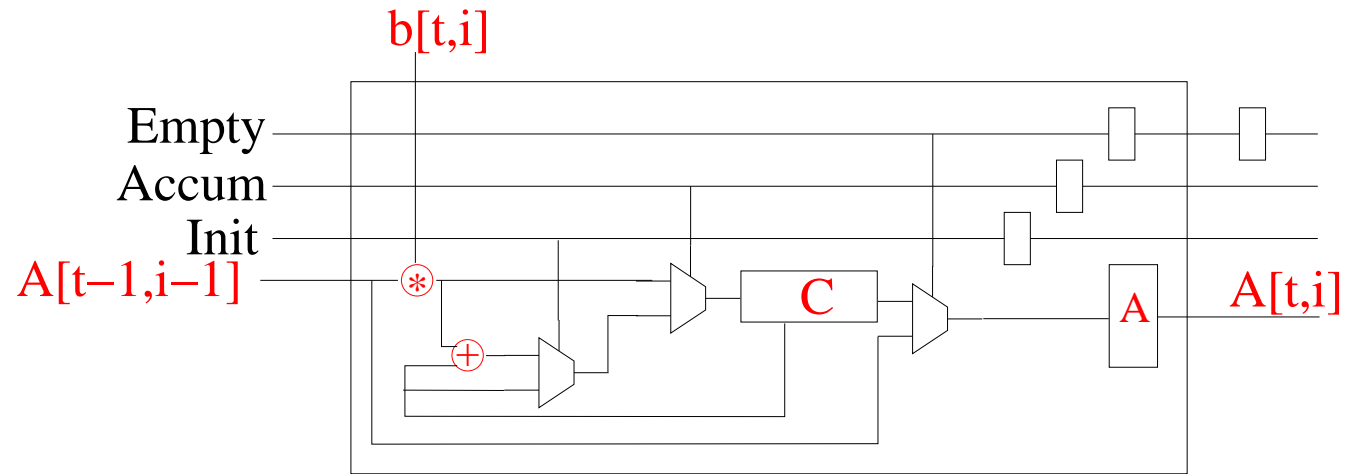 b[t,i]
Empty
Accum
Init
A[t−1,i−1]
*
C
A
A[t,i]
+